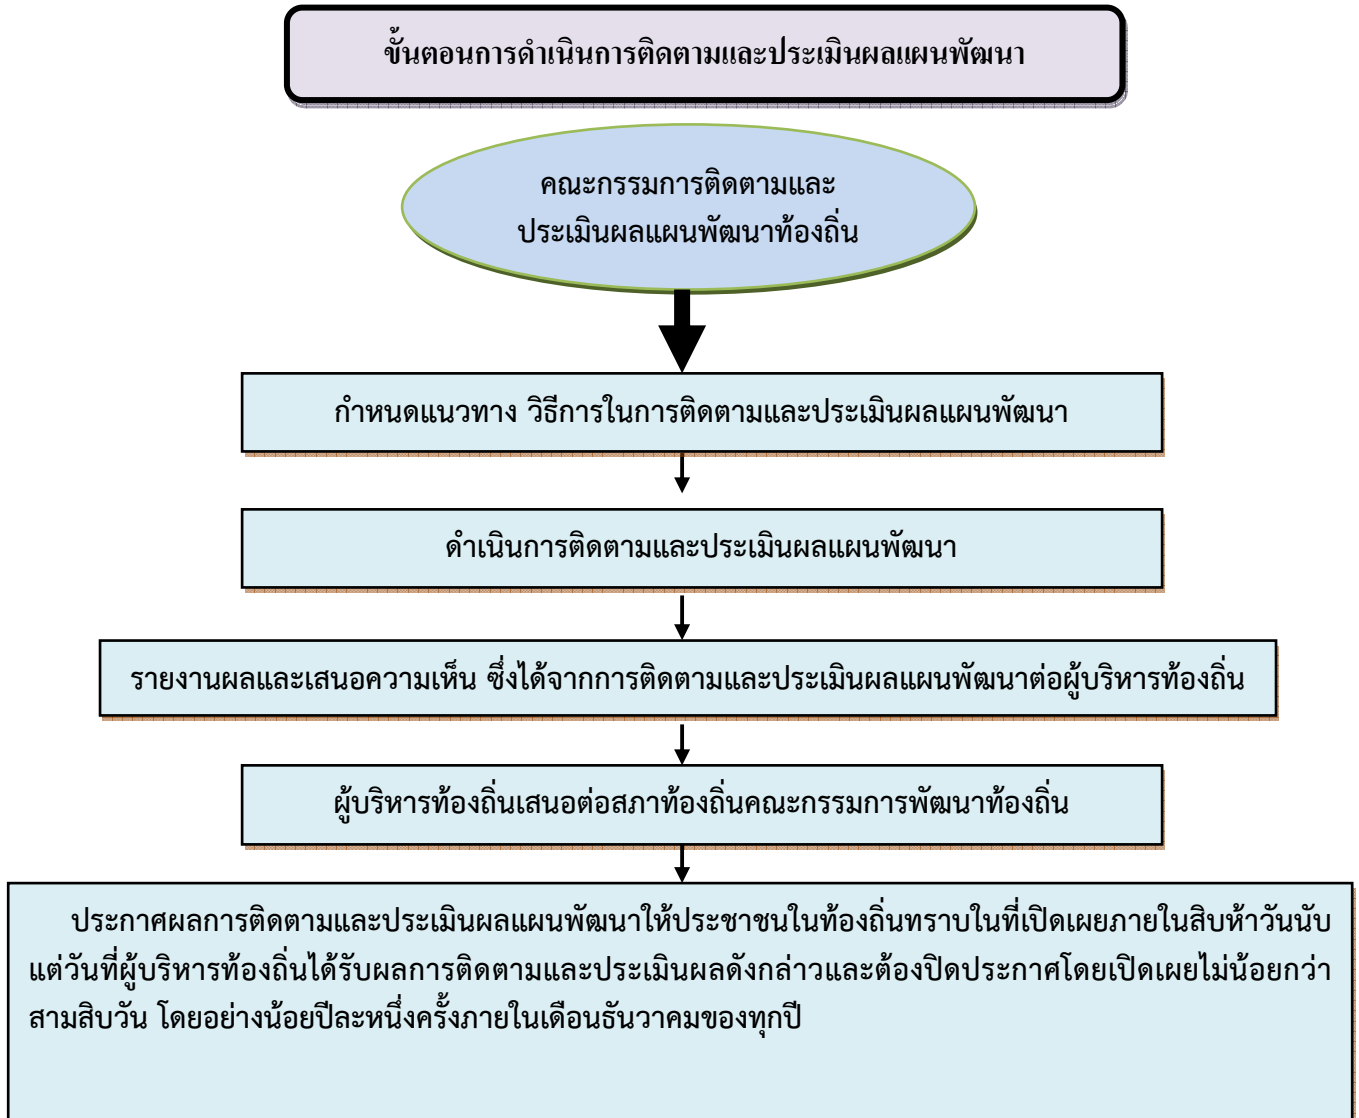 ขั้นตอนการดำเนินการติดตามและประเมินผลแผนพัฒนา
คณะกรรมการติดตามและ
ประเมินผลแผนพัฒนาท้องถิ่น
กำหนดแนวทาง วิธีการในการติดตามและประเมินผลแผนพัฒนา
ดำเนินการติดตามและประเมินผลแผนพัฒนา
รายงานผลและเสนอความเห็น ซึ่งได้จากการติดตามและประเมินผลแผนพัฒนาต่อผู้บริหารท้องถิ่น
ผู้บริหารท้องถิ่นเสนอต่อสภาท้องถิ่นคณะกรรมการพัฒนาท้องถิ่น
ประกาศผลการติดตามและประเมินผลแผนพัฒนาให้ประชาชนในท้องถิ่นทราบในที่เปิดเผยภายในสิบห้าวันนับ
แต่วันที่ผู้บริหารท้องถิ่นได้รับผลการติดตามและประเมินผลดังกล่าวและต้องปิดประกาศโดยเปิดเผยไม่น้อยกว่า
สามสิบวัน โดยอย่างน้อยปีละหนึ่งครั้งภายในเดือนธันวาคมของทุกปี